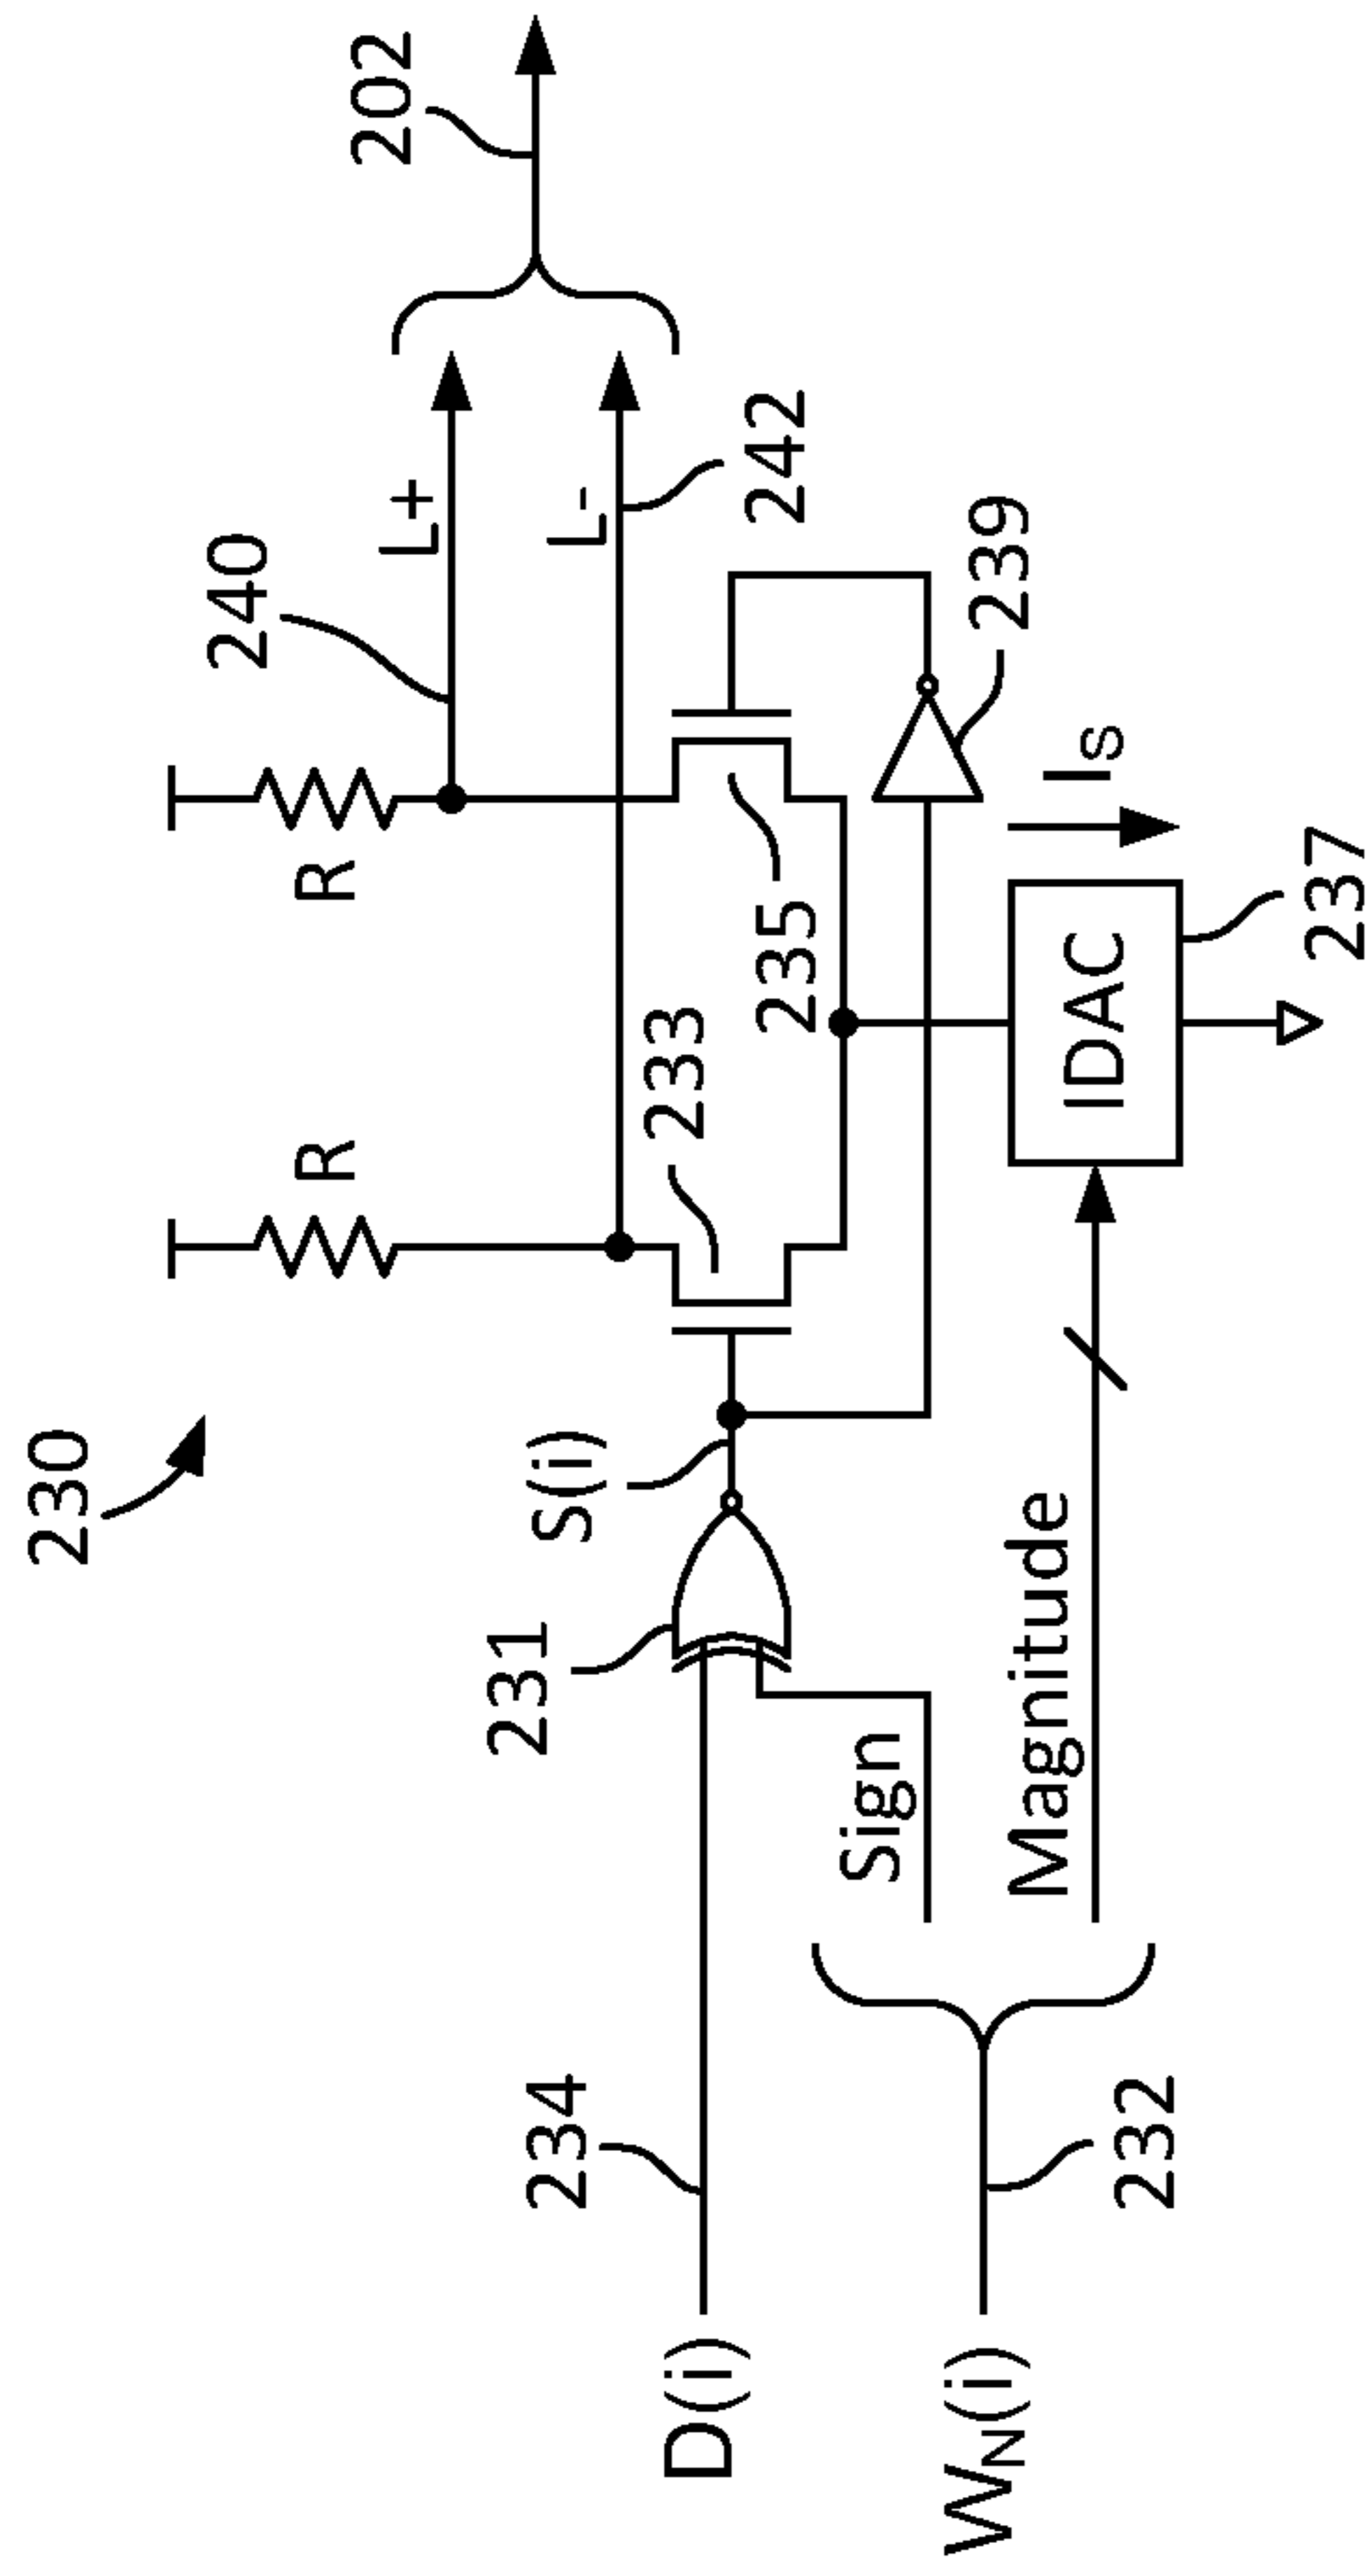 230
R
R
240
L+
L-
202
242
S(i)
231
233
235
239
234
D(i)
Sign
Magnitude
IDAC
IS
237
WN(i)
232